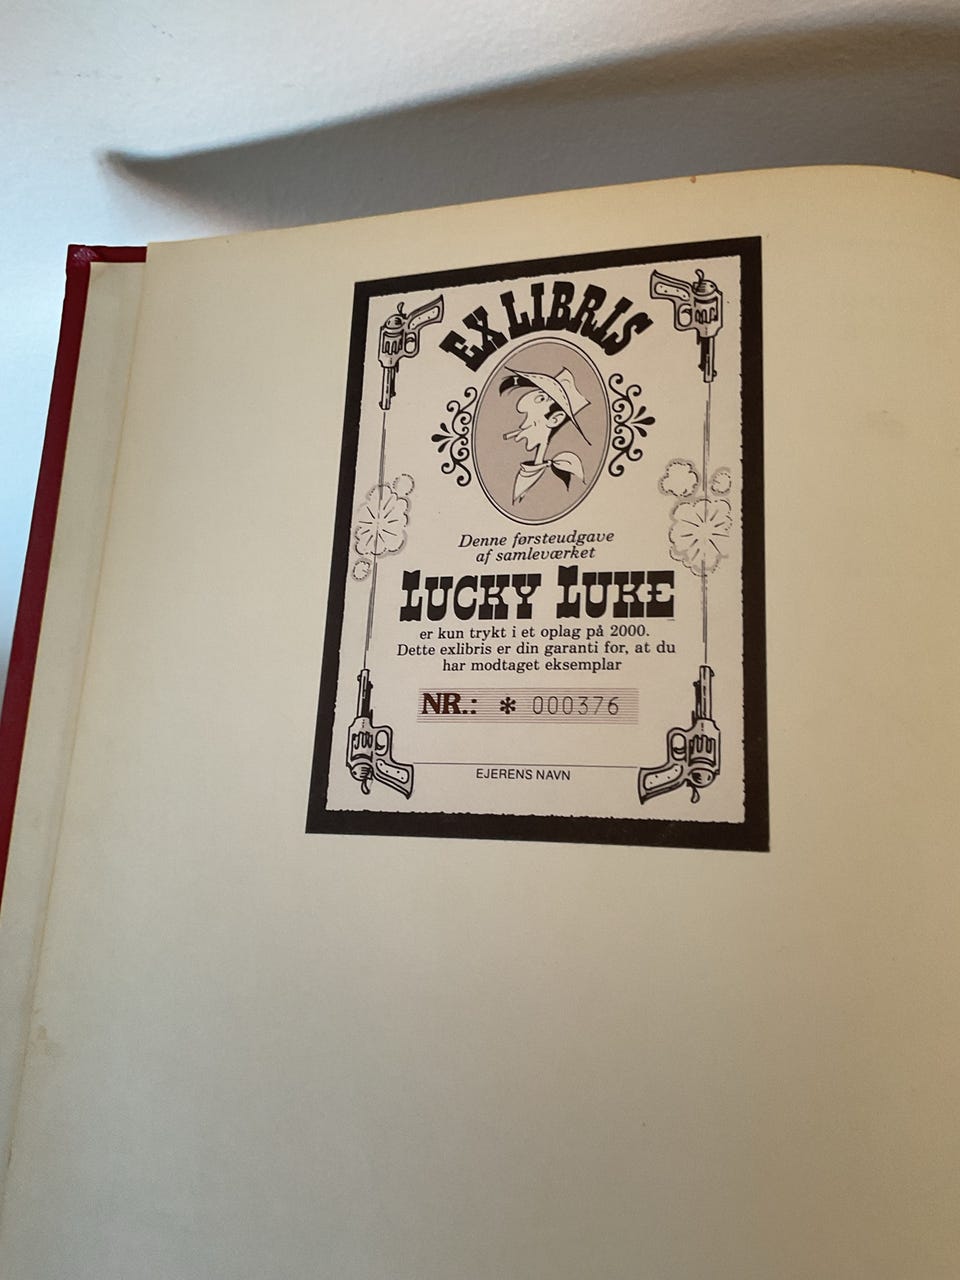 EX LIBRIS
Denne førsteudgave
af samleværket
LUCKY LUKE
er kun trykt i et oplag på 2000.
Dette exlibris er din garanti for, at du
har modtaget eksemplar
NR.: * 000376
EJERENS NAVN